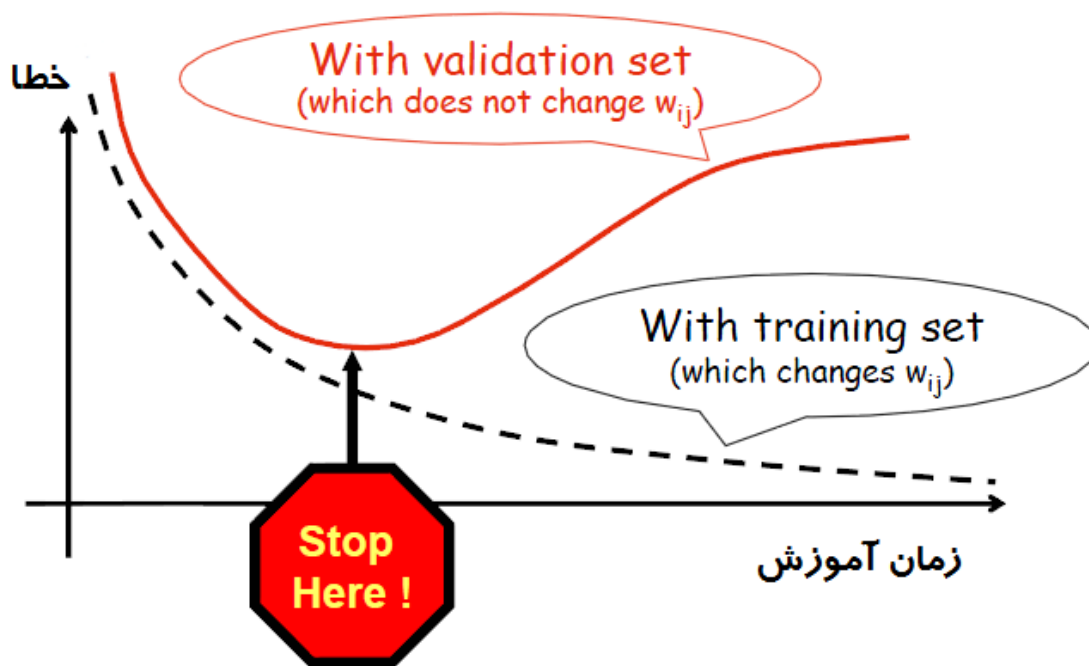 With validation set
(which does not change wij)
خطا
With training set
(which changes wij)
Stop
Here !
زمان آموزش